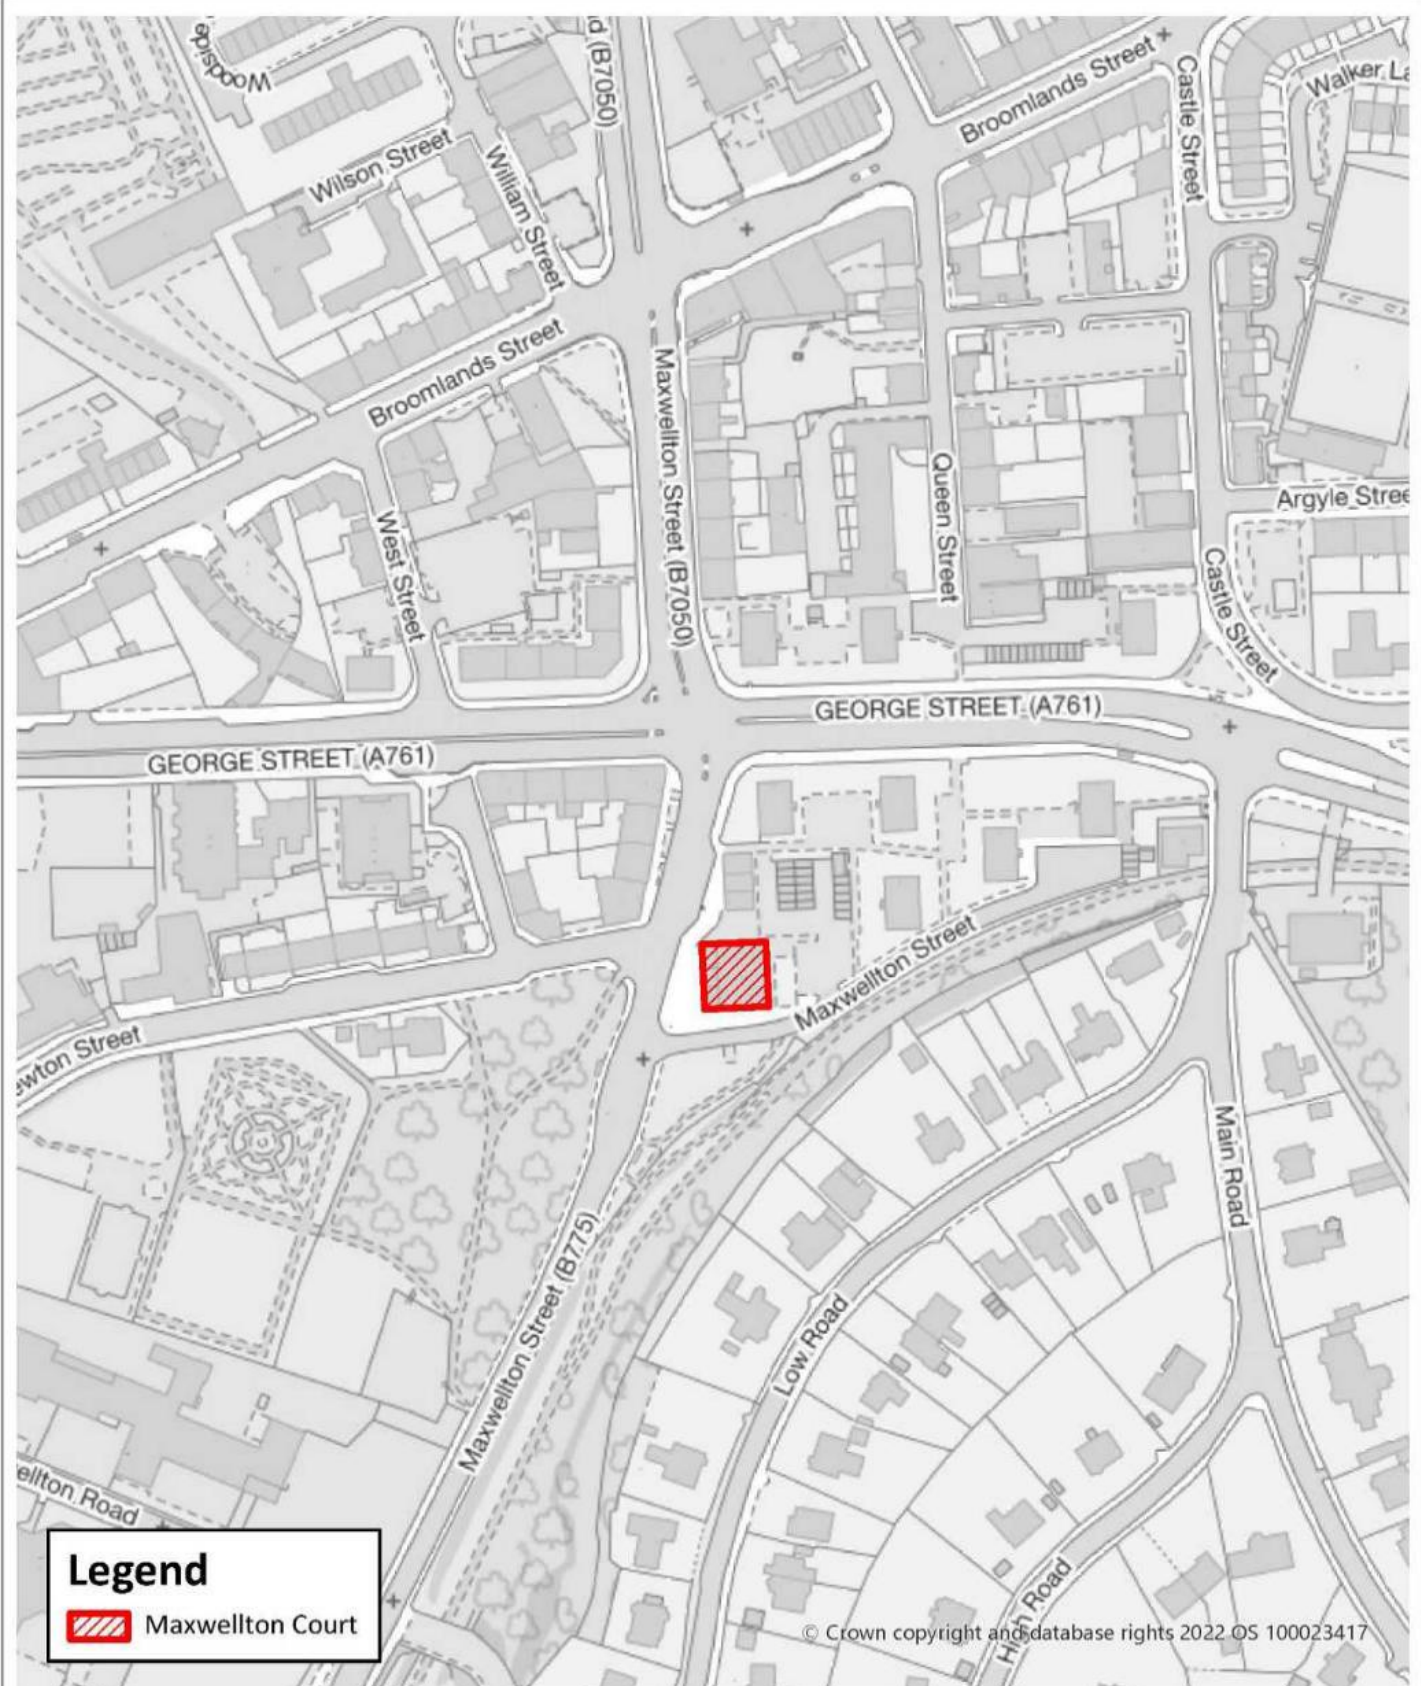 Woodside
d (B7050)
Broomlands Street
Castle Street
Walker La
Wilson Street
William Street
Broomlands Street
Maxwellton Street (B7050)
Queen Street
Argyle Stree
West Street
Castle Street
GEORGE STREET (A761)
GEORGE STREET (A761)
Maxwellton Street
ewton Street
Main Road
Maxwellton Street (B775)
Low Road
ellton Road
High Road
Legend
Maxwellton Court
© Crown copyright and database rights 2022 OS 100023417